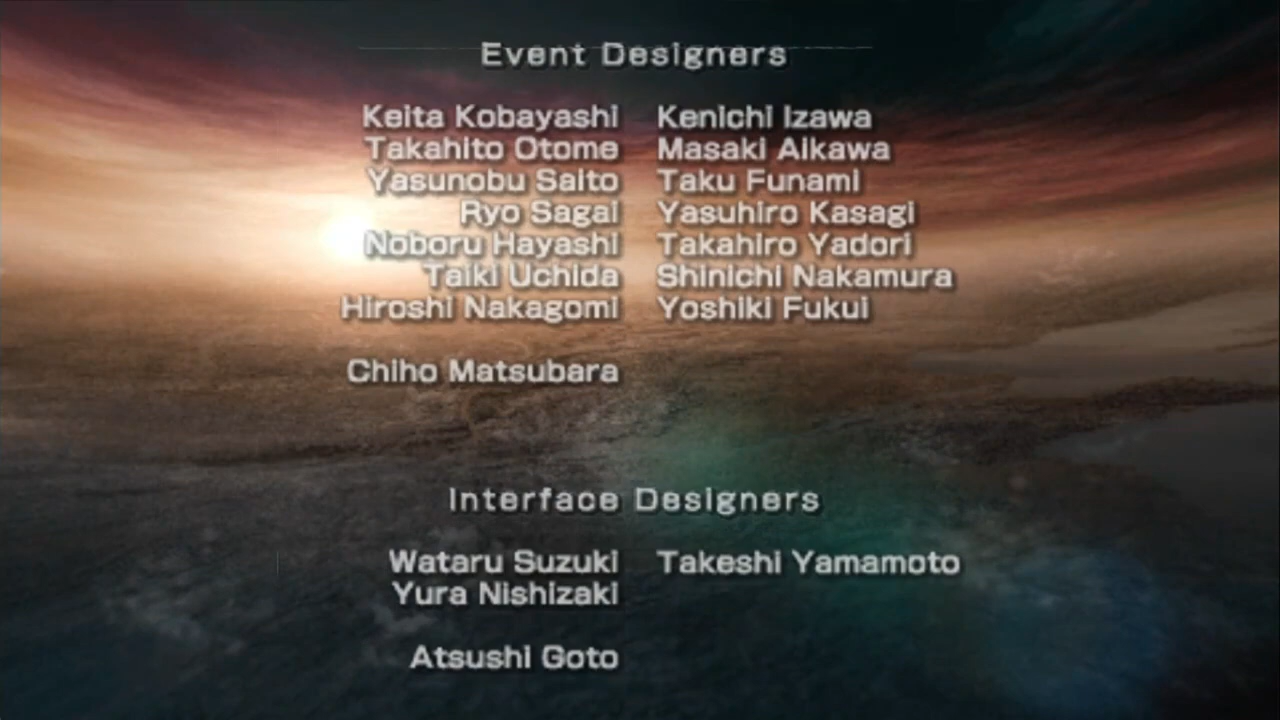 Event Designers
Keita Kobayashi Kenichi Izawa
Takahito Otome Masaki Aikawa
Yasunobu Saito Taku Funami
Ryo Sagai Yasuhiro Kasagi
Noboru Hayashi Takahiro Yadori
Taiki Uchida Shinichi Nakamura
Hiroshi Nakagomi Yoshiki Fukui
Chiho Matsubara
Interface Designers
Wataru Suzuki Takeshi Yamamoto
Yura Nishizaki
Atsushi Goto